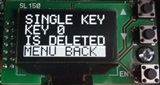 SL150
SINGLE KEY
KEY 0
IS DELETED
MENU BACK